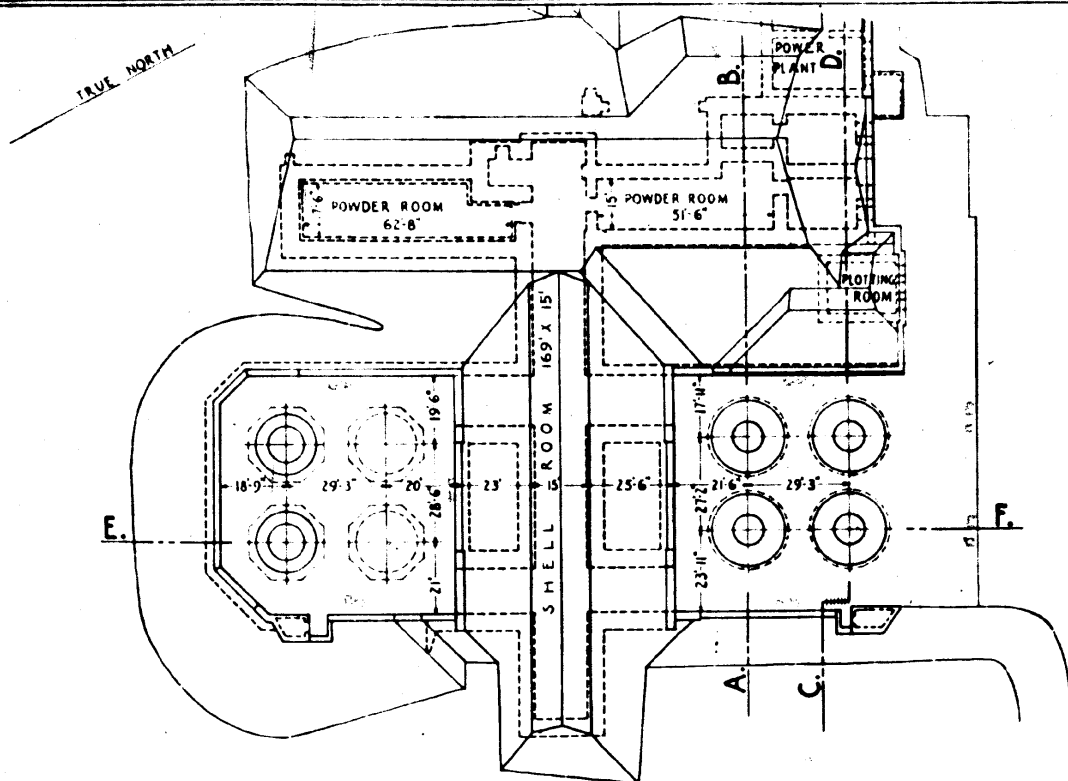 TRUE NORTH
POWER
PLANT
B.
D.
POWDER ROOM
62'-8"
17'-6"
POWDER ROOM
51'-6"
15'
PLOTTING
ROOM
SHELL ROOM 169' X 15'
19'6"
17'-11"
18'-9"
29'-3"
20'
23'
15'
25'-6"
21'-6"
29'-3"
28'-6"
27'-2"
E.
F.
21'
23'-11"
A.
C.